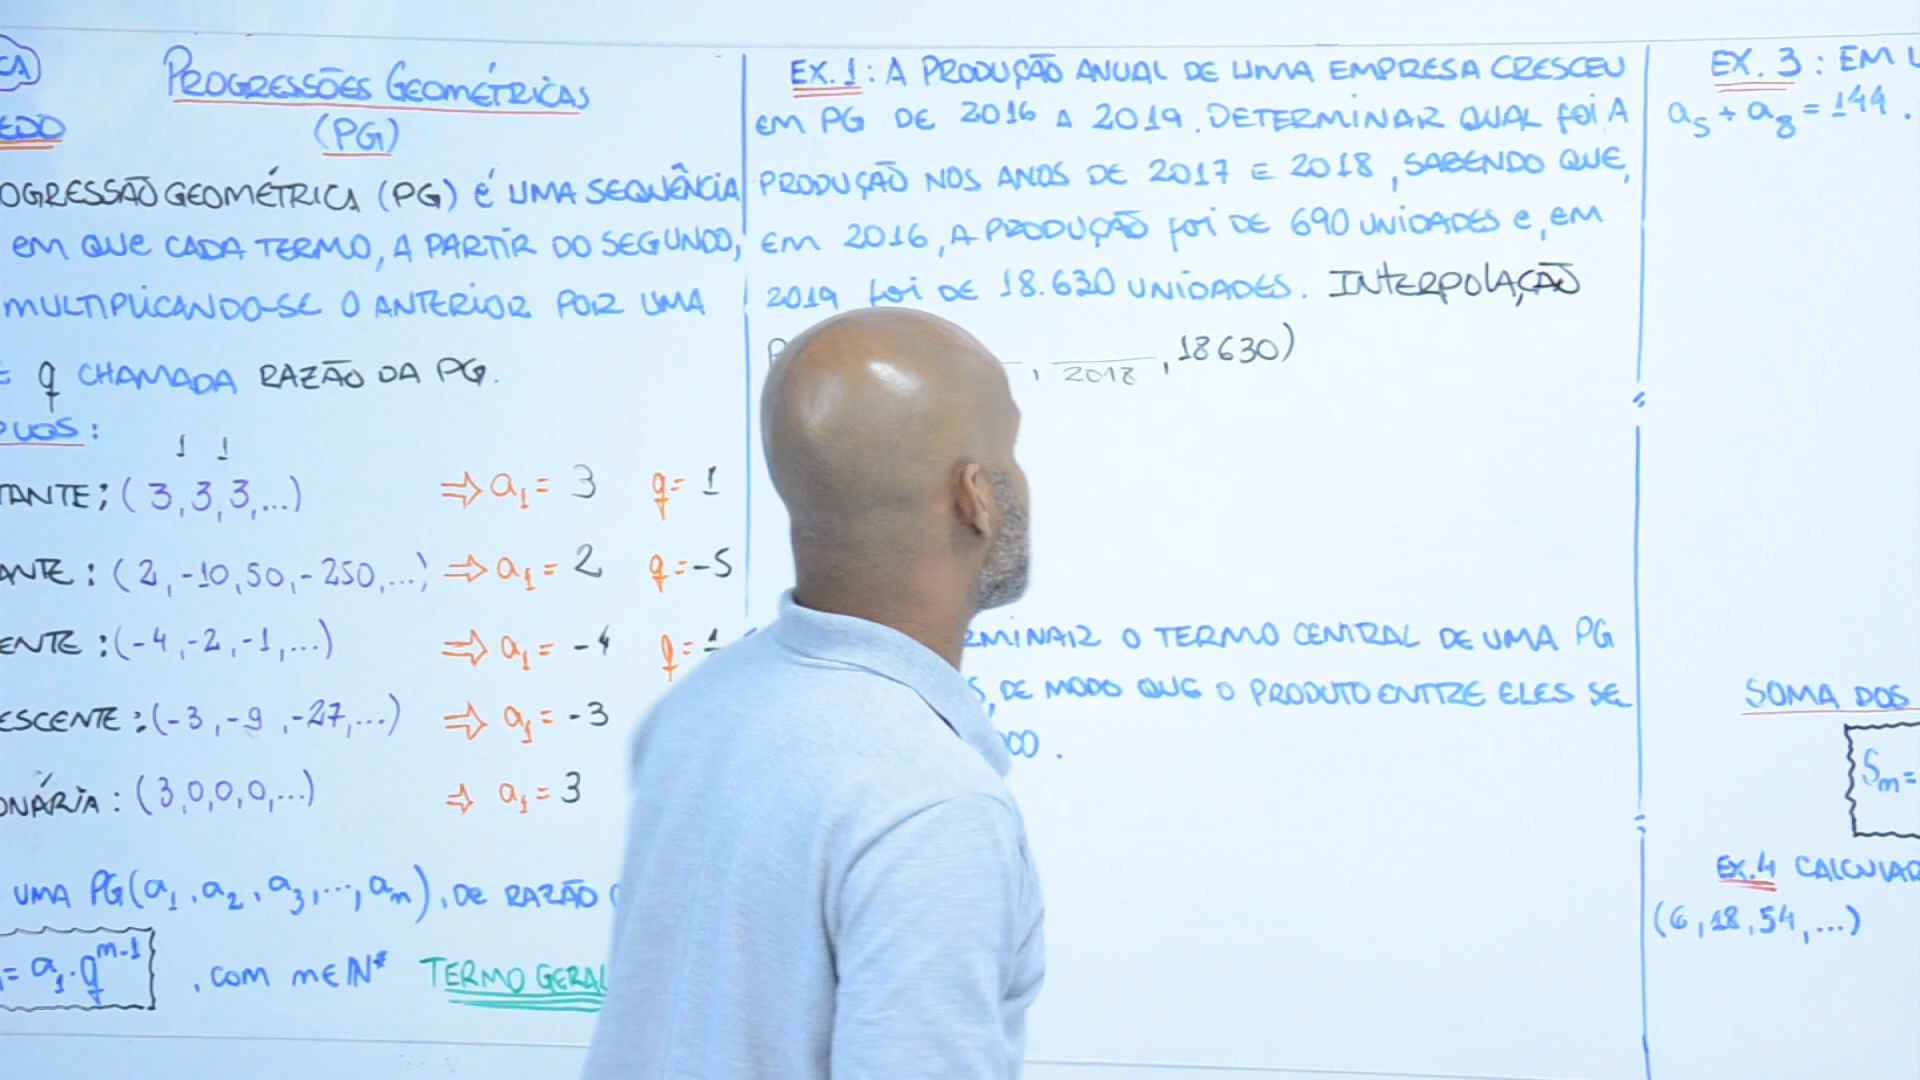 PROGRESSÕES GEOMÉTRICAS
(PG)
OGRESSÃO GEOMÉTRICA (PG) É UMA SEQUÊNCIA
EM QUE CADA TERMO, A PARTIR DO SEGUNDO,
MULTIPLICANDO-SE O ANTERIOR POR UMA
q CHAMADA RAZÃO DA PG.
1 1
TANTE: (3,3,3,...) ⇒ a₁ = 3 q = 1
ANTE: (2,-10,50,-250,...) ⇒ a₁ = 2 q = -5
ENTE: (-4,-2,-1,...) ⇒ a₁ = -4 q =
ESCENTE: (-3,-9,-27,...) ⇒ a₁ = -3
ONÁRIA: (3,0,0,0,...) ⇒ a₁ = 3
UMA PG(a₁, a₂, a₃,..., aₙ), DE RAZÃO
= a₁·qⁿ⁻¹, COM n∈ℕ* TERMO GERAL
EX. 1: A PRODUÇÃO ANUAL DE UMA EMPRESA CRESCEU
EM PG DE 2016 A 2019. DETERMINAR QUAL FOI A
PRODUÇÃO NOS ANOS DE 2017 E 2018, SABENDO QUE,
EM 2016, A PRODUÇÃO FOI DE 690 UNIDADES E, EM
2019 FOI DE 18.630 UNIDADES. INTERPOLAÇÃO
, 2018 , 18630)
RMINAR O TERMO CENTRAL DE UMA PG
S, DE MODO QUE O PRODUTO ENTRE ELES SE
000.
EX. 3: EM
a₅ + a₈ = 144.
SOMA DOS
Sₙ =
EX.4 CALCULAR
(6,18,54,...)